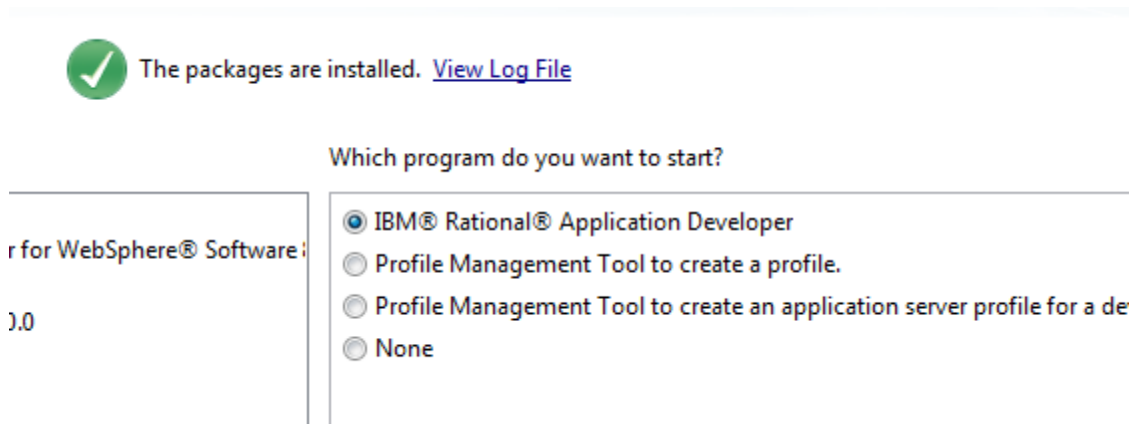 The packages are installed. View Log File
Which program do you want to start?
IBM® Rational® Application Developer
r for WebSphere® Software
Profile Management Tool to create a profile.
Profile Management Tool to create an application server profile for a
0.0
None